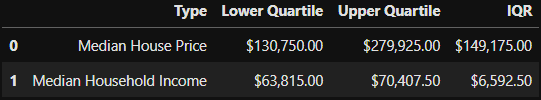 Type Lower Quartile Upper Quartile IQR
0 Median House Price $130,750.00 $279,925.00 $149,175.00
1 Median Household Income $63,815.00 $70,407.50 $6,592.50